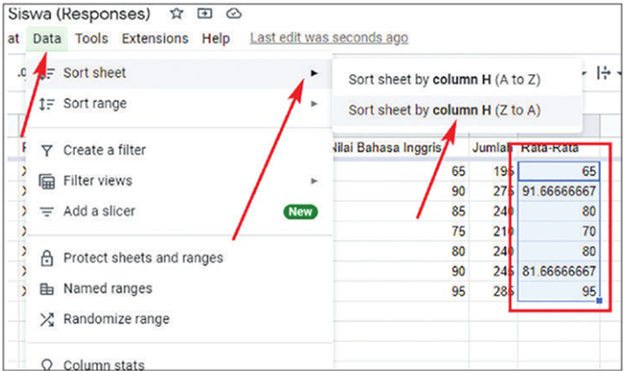 Siswa (Responses)
at Data Tools Extensions Help Last edit was seconds ago
Sort sheet
Sort sheet by column H (A to Z)
Sort range
Sort sheet by column H (Z to A)
Create a filter
Filter views
Add a slicer New
Protect sheets and ranges
Named ranges
Randomize range
Column stats
Nilai Bahasa Inggris Jumlah Rata-Rata
65 195 65
90 275 91.66666667
85 240 80
75 210 70
80 240 80
90 245 81.66666667
95 285 95